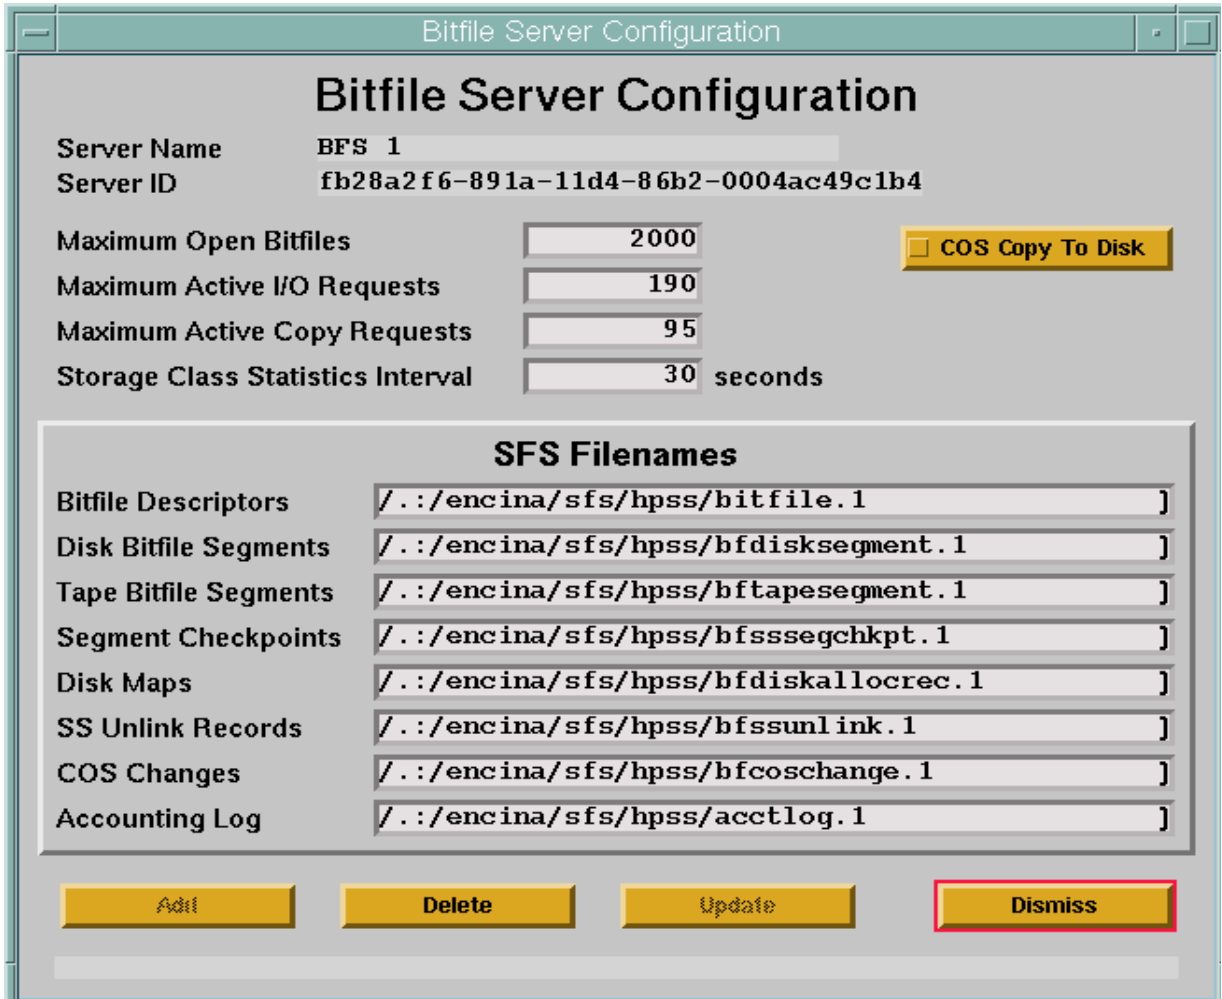 Bitfile Server Configuration
Bitfile Server Configuration
Server Name BFS 1
Server ID fb28a2f6-891a-11d4-86b2-0004ac49c1b4
Maximum Open Bitfiles 2000
COS Copy To Disk
Maximum Active I/O Requests 190
Maximum Active Copy Requests 95
Storage Class Statistics Interval 30 seconds
SFS Filenames
Bitfile Descriptors /.:/encina/sfs/hpss/bitfile.1
Disk Bitfile Segments /.:/encina/sfs/hpss/bfdisksegment.1
Tape Bitfile Segments /.:/encina/sfs/hpss/bftapesegment.1
Segment Checkpoints /.:/encina/sfs/hpss/bfsssegchkpt.1
Disk Maps /.:/encina/sfs/hpss/bfdiskallocrec.1
SS Unlink Records /.:/encina/sfs/hpss/bfssunlink.1
COS Changes /.:/encina/sfs/hpss/bfcoschange.1
Accounting Log /.:/encina/sfs/hpss/acctlog.1
Add Delete Update Dismiss